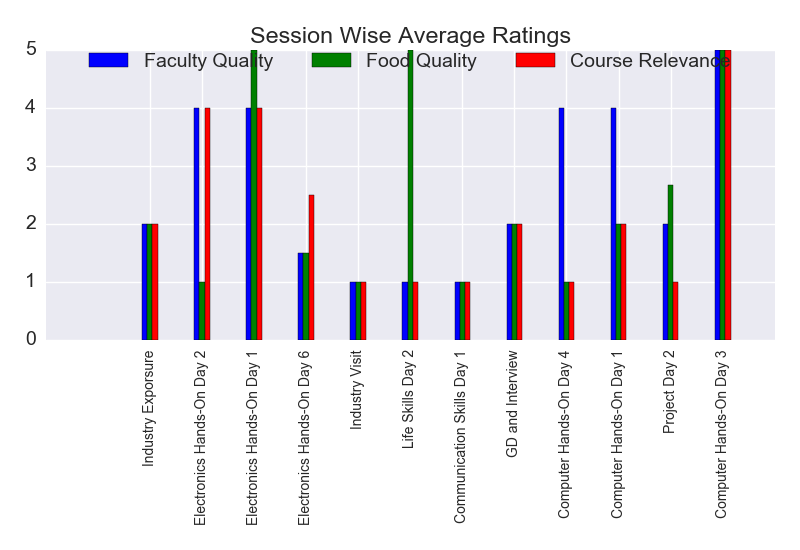 Session Wise Average Ratings
Faculty Quality
Food Quality
Course Relevance
5
4
3
2
1
0
Industry Exporsure
Electronics Hands-On Day 2
Electronics Hands-On Day 1
Electronics Hands-On Day 6
Industry Visit
Life Skills Day 2
Communication Skills Day 1
GD and Interview
Computer Hands-On Day 4
Computer Hands-On Day 1
Project Day 2
Computer Hands-On Day 3